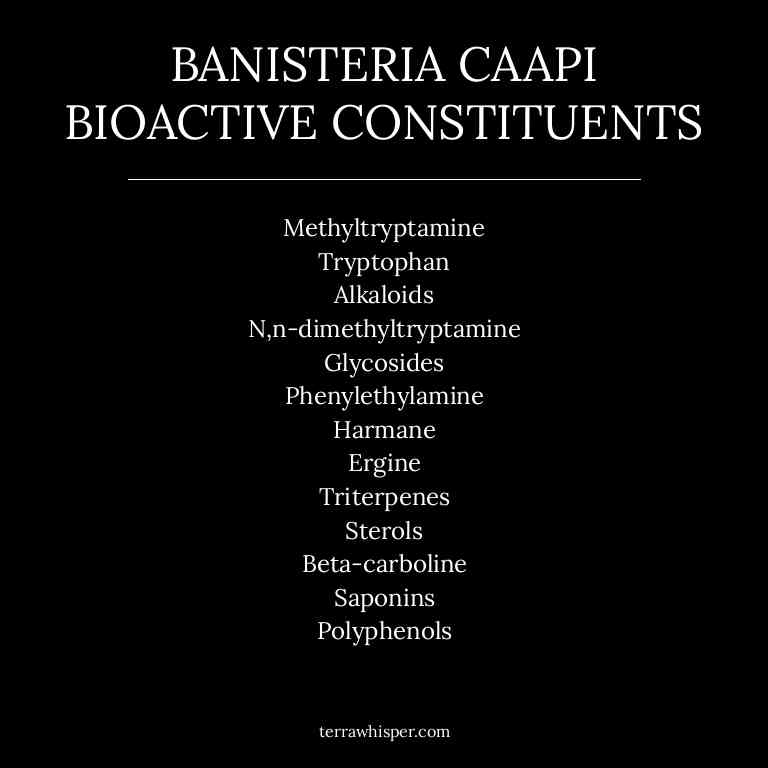 BANISTERIA CAAPI
BIOACTIVE CONSTITUENTS
Methyltryptamine
Tryptophan
Alkaloids
N,n-dimethyltryptamine
Glycosides
Phenylethylamine
Harmane
Ergine
Triterpenes
Sterols
Beta-carboline
Saponins
Polyphenols
terrawhisper.com